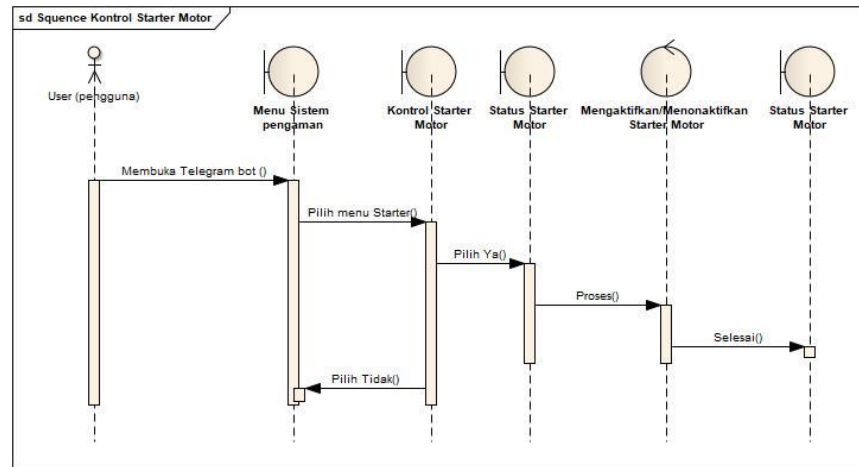 sd Squence Kontrol Starter Motor
User (pengguna)
Menu Sistem
pengaman
Kontrol Starter
Motor
Status Starter
Motor
Mengaktifkan/Menonaktifkan
Starter Motor
Status Starter
Motor
Membuka Telegram bot ()
Pilih menu Starter()
Pilih Ya()
Proses()
Selesai()
Pilih Tidak()